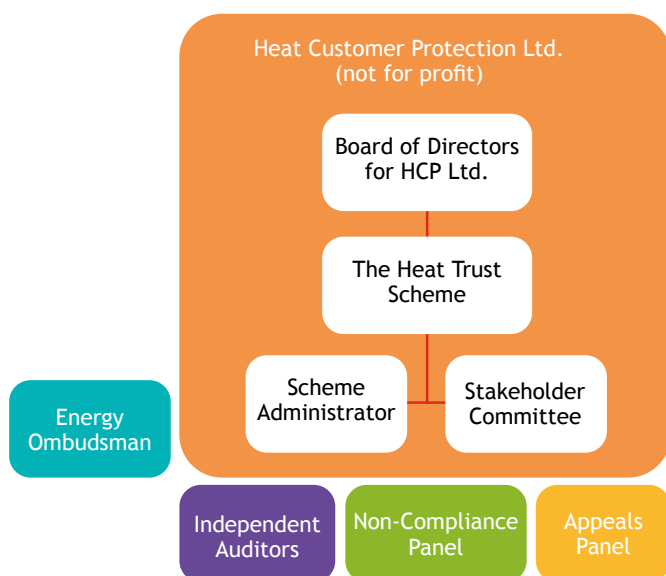 Heat Customer Protection Ltd.
(not for profit)
Board of Directors
for HCP Ltd.
The Heat Trust
Scheme
Scheme
Administrator
Stakeholder
Committee
Energy
Ombudsman
Independent
Auditors
Non-Compliance
Panel
Appeals
Panel